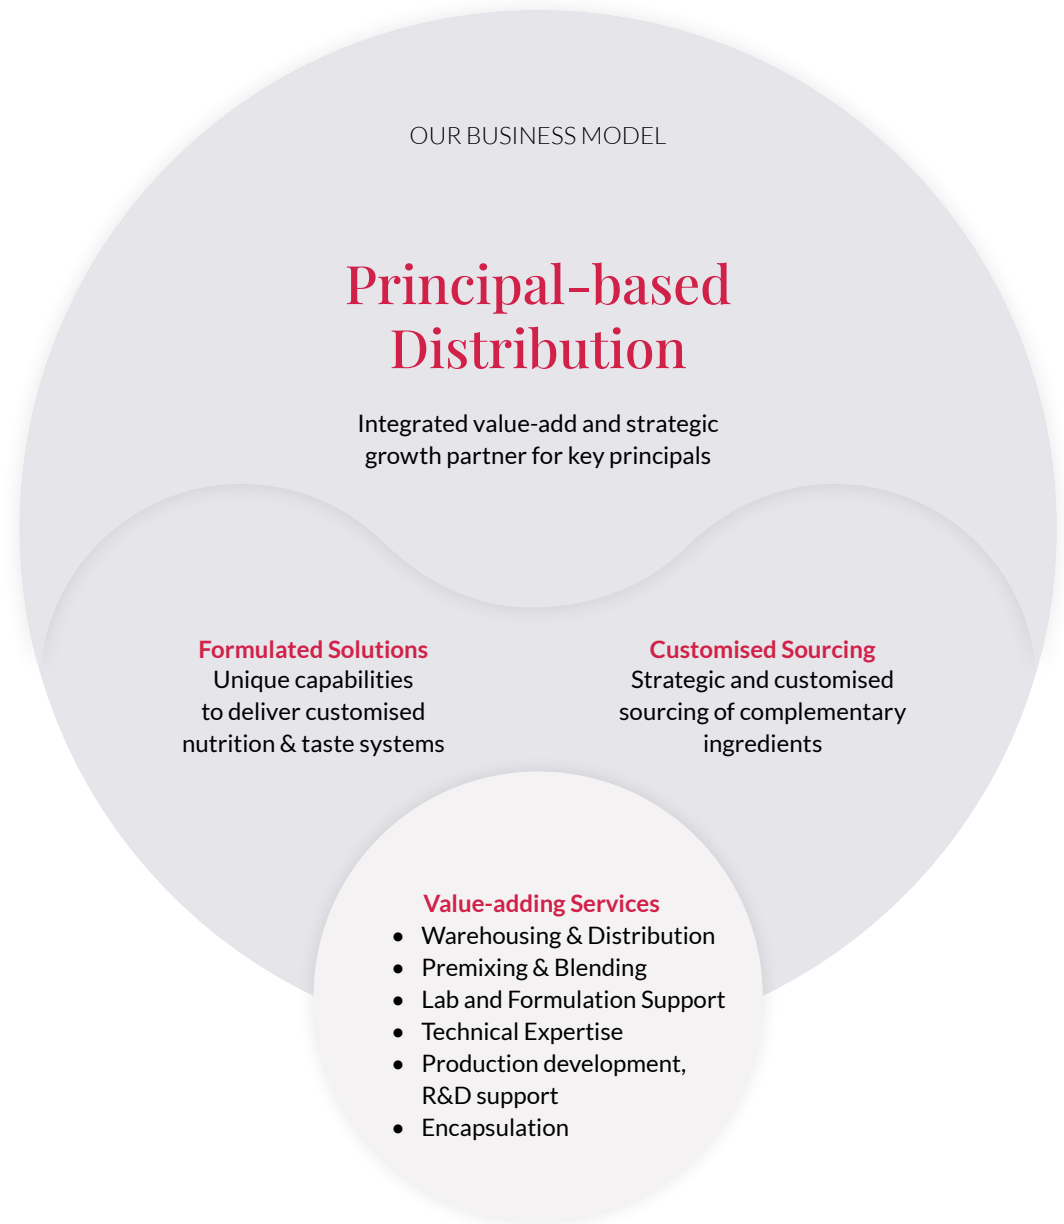 OUR BUSINESS MODEL
Principal-based
Distribution
Integrated value-add and strategic
growth partner for key principals
Formulated Solutions
Unique capabilities
to deliver customised
nutrition & taste systems
Customised Sourcing
Strategic and customised
sourcing of complementary
ingredients
Value-adding Services
• Warehousing & Distribution
• Premixing & Blending
• Lab and Formulation Support
• Technical Expertise
• Production development,
R&D support
• Encapsulation